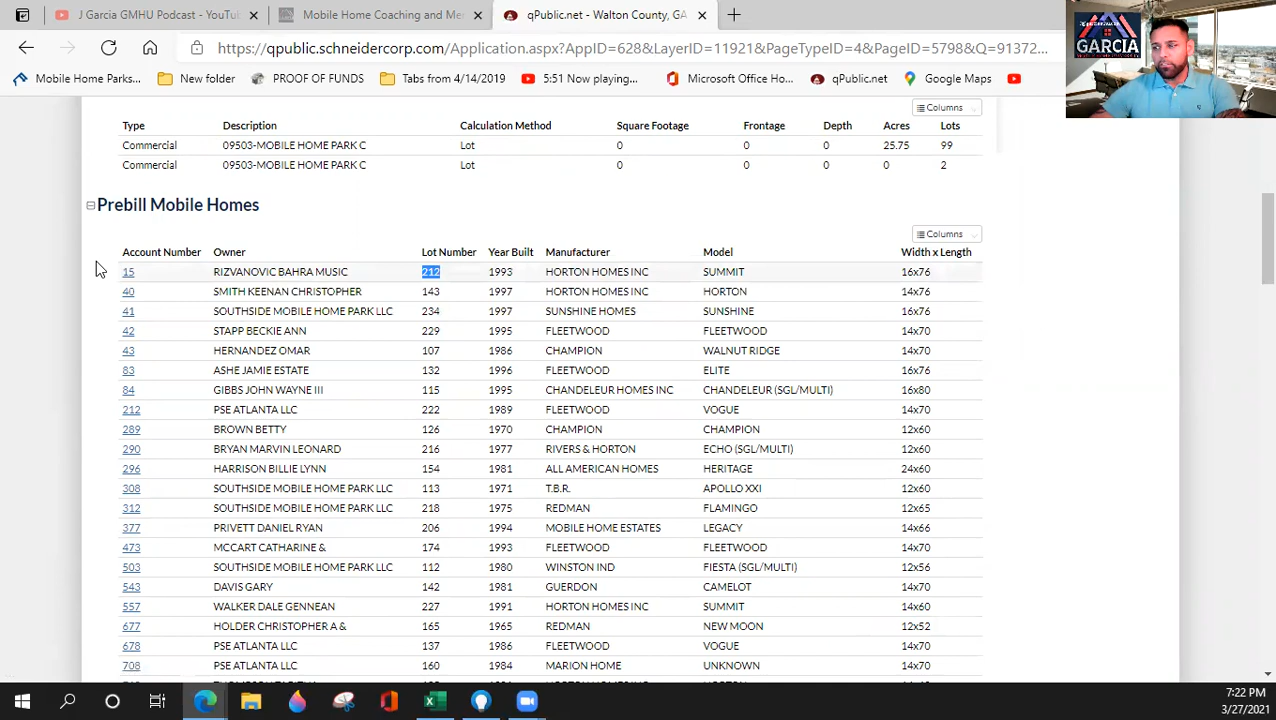 J Garcia GMHU Podcast - YouTu
Mobile Home Coaching and Me
qPublic.net - Walton County, GA
https://qpublic.schneidercorp.com/Application.aspx?AppID=628&LayerID=11921&PageTypeID=4&PageID=5798&Q=91372...
Mobile Home Parks... New folder PROOF OF FUNDS Tabs from 4/14/2019 5:51 Now playing... Microsoft Office Ho... qPublic.net Google Maps
GARCIA
Columns
Type Description Calculation Method Square Footage Frontage Depth Acres Lots
Commercial 09503-MOBILE HOME PARK C Lot 0 0 0 25.75 99
Commercial 09503-MOBILE HOME PARK C Lot 0 0 0 0 2
Prebill Mobile Homes
Columns
Account Number Owner Lot Number Year Built Manufacturer Model Width x Length
15 RIZVANOVIC BAHRA MUSIC 212 1993 HORTON HOMES INC SUMMIT 16x76
40 SMITH KEENAN CHRISTOPHER 143 1997 HORTON HOMES INC HORTON 14x76
41 SOUTHSIDE MOBILE HOME PARK LLC 234 1997 SUNSHINE HOMES SUNSHINE 16x76
42 STAPP BECKIE ANN 229 1995 FLEETWOOD FLEETWOOD 14x70
43 HERNANDEZ OMAR 107 1986 CHAMPION WALNUT RIDGE 14x70
83 ASHE JAMIE ESTATE 132 1996 FLEETWOOD ELITE 16x76
84 GIBBS JOHN WAYNE III 115 1995 CHANDELEUR HOMES INC CHANDELEUR (SGL/MULTI) 16x80
212 PSE ATLANTA LLC 222 1989 FLEETWOOD VOGUE 14x70
289 BROWN BETTY 126 1970 CHAMPION CHAMPION 12x60
290 BRYAN MARVIN LEONARD 216 1977 RIVERS & HORTON ECHO (SGL/MULTI) 12x60
296 HARRISON BILLIE LYNN 154 1981 ALL AMERICAN HOMES HERITAGE 24x60
308 SOUTHSIDE MOBILE HOME PARK LLC 113 1971 T.B.R. APOLLO XXI 12x60
312 SOUTHSIDE MOBILE HOME PARK LLC 218 1975 REDMAN FLAMINGO 12x65
377 PRIVETT DANIEL RYAN 206 1994 MOBILE HOME ESTATES LEGACY 14x66
473 MCCART CATHARINE & 174 1993 FLEETWOOD FLEETWOOD 14x70
503 SOUTHSIDE MOBILE HOME PARK LLC 112 1980 WINSTON IND FIESTA (SGL/MULTI) 12x56
543 DAVIS GARY 142 1981 GUERDON CAMELOT 14x70
557 WALKER DALE GENNEAN 227 1991 HORTON HOMES INC SUMMIT 14x60
677 HOLDER CHRISTOPHER A & 165 1965 REDMAN NEW MOON 12x52
678 PSE ATLANTA LLC 137 1986 FLEETWOOD VOGUE 14x70
708 PSE ATLANTA LLC 160 1984 MARION HOME UNKNOWN 14x70
7:22 PM
3/27/2021